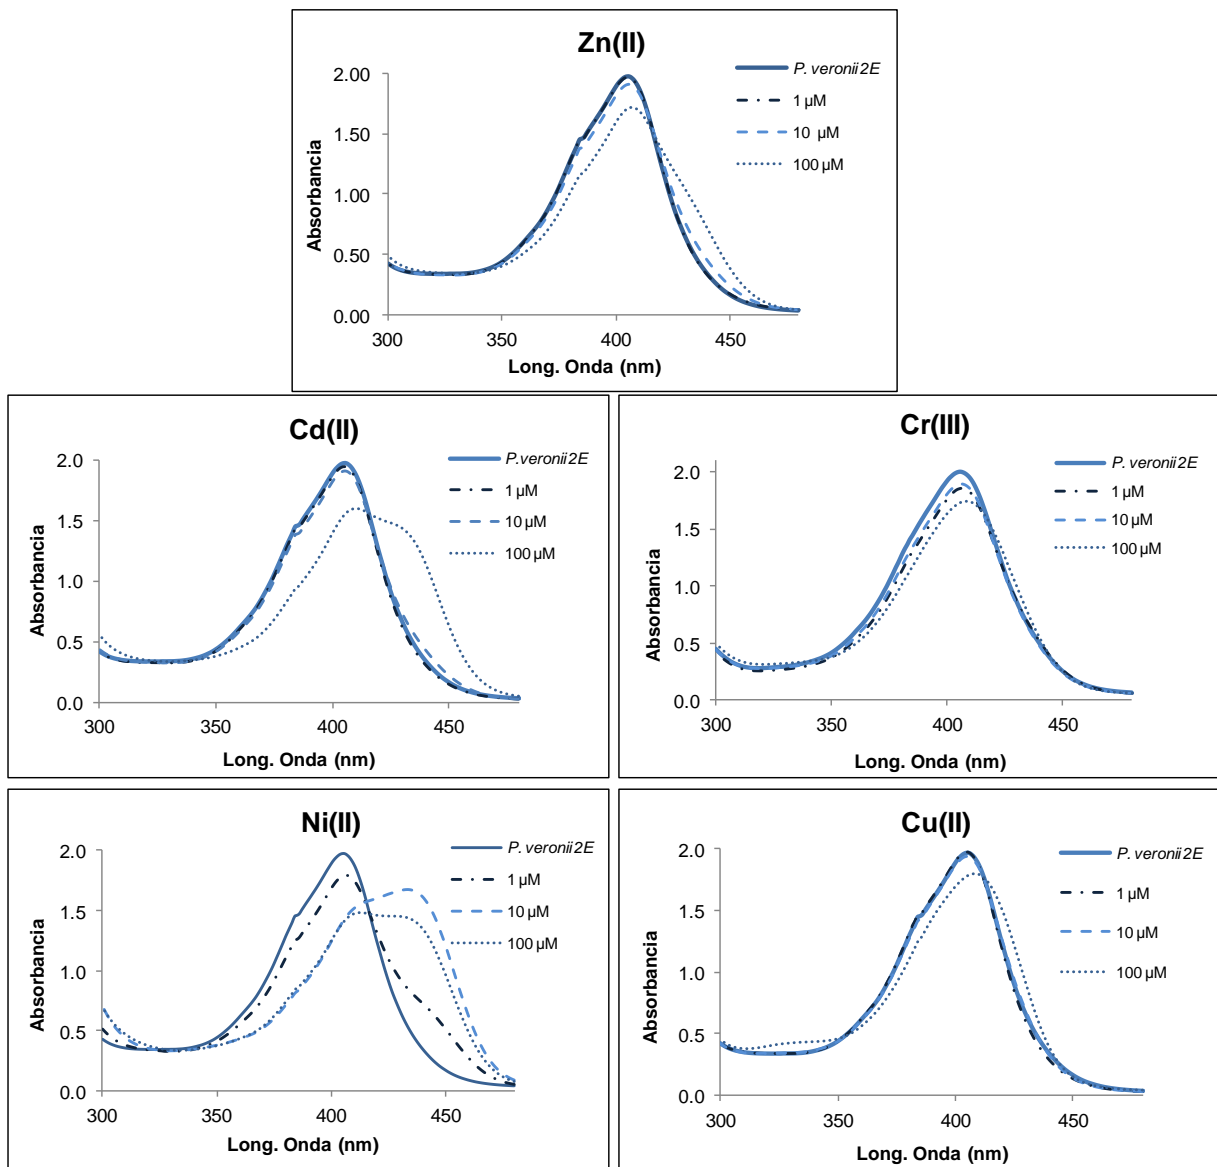 Zn(II)
P. veronii 2E
1 µM
10 µM
100 µM
2.00
1.50
1.00
0.50
0.00
Absorbancia
300 350 400 450
Long. Onda (nm)
Cd(II)
P.veronii 2E
1 µM
10 µM
100 µM
2.0
1.5
1.0
0.5
0.0
Absorbancia
300 350 400 450
Long. Onda (nm)
Cr(III)
P.veronii 2E
1 µM
10 µM
100 µM
2.0
1.5
1.0
0.5
0.0
Absorbancia
300 350 400 450
Long. Onda (nm)
Ni(II)
P. veronii 2E
1 µM
10 µM
100 µM
2.0
1.5
1.0
0.5
0.0
Absorbancia
300 350 400 450
Long. Onda (nm)
Cu(II)
P. veronii 2E
1 µM
10 µM
100 µM
2.0
1.5
1.0
0.5
0.0
Absorbancia
300 350 400 450
Long. Onda (nm)